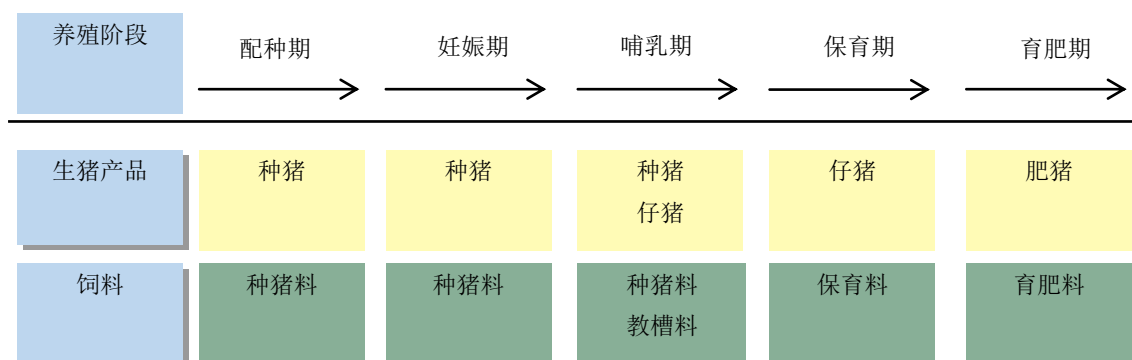 养殖阶段
配种期
妊娠期
哺乳期
保育期
育肥期
生猪产品
种猪
种猪
种猪
仔猪
仔猪
肥猪
饲料
种猪料
种猪料
种猪料
教槽料
保育料
育肥料